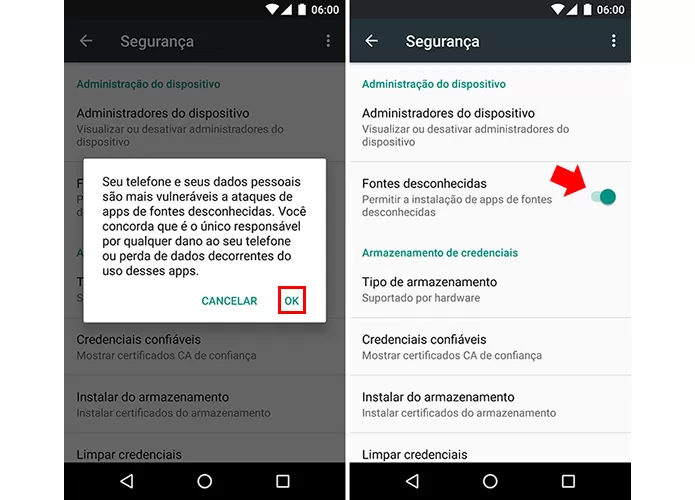 06:00
Segurança
Administração do dispositivo
Administradores do dispositivo
Visualizar ou desativar administradores do
dispositivo
Seu telefone e seus dados pessoais
são mais vulneráveis a ataques de
apps de fontes desconhecidas. Você
concorda que é o único responsável
por qualquer dano ao seu telefone
ou perda de dados decorrentes do
uso desses apps.
CANCELAR OK
Credenciais confiáveis
Mostrar certificados CA de confiança
Instalar do armazenamento
Instalar certificados do armazenamento
Limpar credenciais
06:00
Segurança
Administração do dispositivo
Administradores do dispositivo
Visualizar ou desativar administradores do
dispositivo
Fontes desconhecidas
Permitir a instalação de apps de fontes
desconhecidas
Armazenamento de credenciais
Tipo de armazenamento
Suportado por hardware
Credenciais confiáveis
Mostrar certificados CA de confiança
Instalar do armazenamento
Instalar certificados do armazenamento
Limpar credenciais